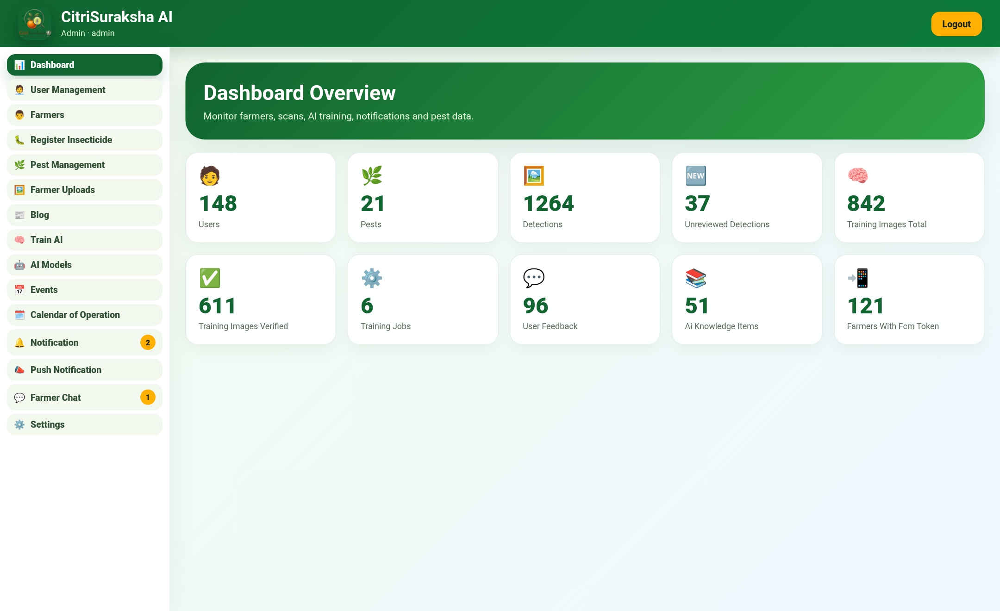 CitriSuraksha AI
Admin · admin
Logout
Dashboard
User Management
Farmers
Register Insecticide
Pest Management
Farmer Uploads
Blog
Train AI
AI Models
Events
Calendar of Operation
Notification 2
Push Notification
Farmer Chat 1
Settings
Dashboard Overview
Monitor farmers, scans, AI training, notifications and pest data.
148
Users
21
Pests
1264
Detections
NEW
37
Unreviewed Detections
842
Training Images Total
611
Training Images Verified
6
Training Jobs
96
User Feedback
51
Ai Knowledge Items
121
Farmers With Fcm Token